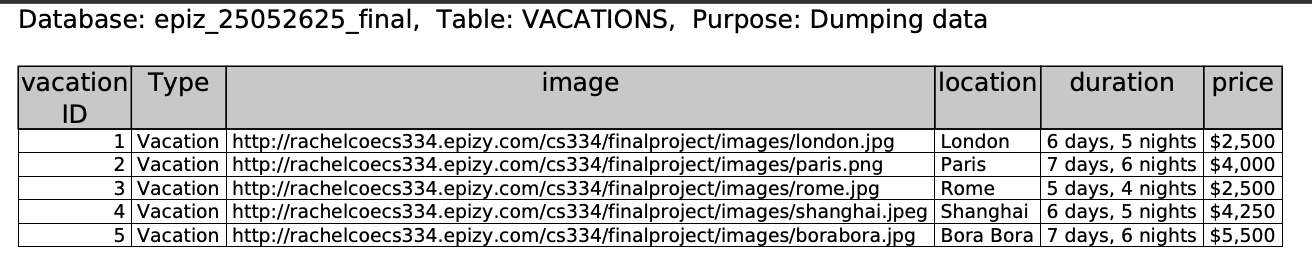 Database: epiz_25052625_final,  Table: VACATIONS,  Purpose: Dumping data
vacation ID Type image location duration price
1 Vacation http://rachelcoecs334.epizy.com/cs334/finalproject/images/london.jpg London 6 days, 5 nights $2,500
2 Vacation http://rachelcoecs334.epizy.com/cs334/finalproject/images/paris.png Paris 7 days, 6 nights $4,000
3 Vacation http://rachelcoecs334.epizy.com/cs334/finalproject/images/rome.jpg Rome 5 days, 4 nights $2,500
4 Vacation http://rachelcoecs334.epizy.com/cs334/finalproject/images/shanghai.jpeg Shanghai 6 days, 5 nights $4,250
5 Vacation http://rachelcoecs334.epizy.com/cs334/finalproject/images/borabora.jpg Bora Bora 7 days, 6 nights $5,500